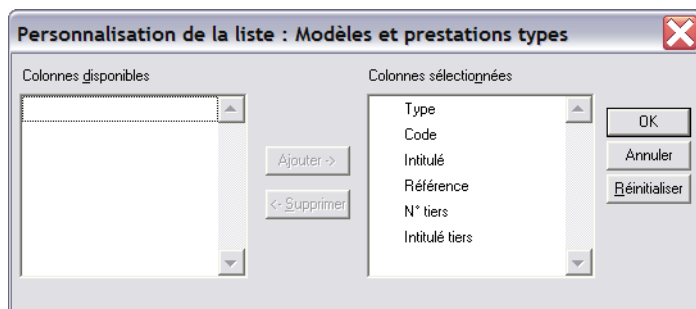 Personnalisation de la liste : Modèles et prestations types
Colonnes disponibles
Colonnes sélectionnées
Type
Code
Intitulé
Référence
N° tiers
Intitulé tiers
Ajouter ->
<- Supprimer
OK
Annuler
Réinitialiser